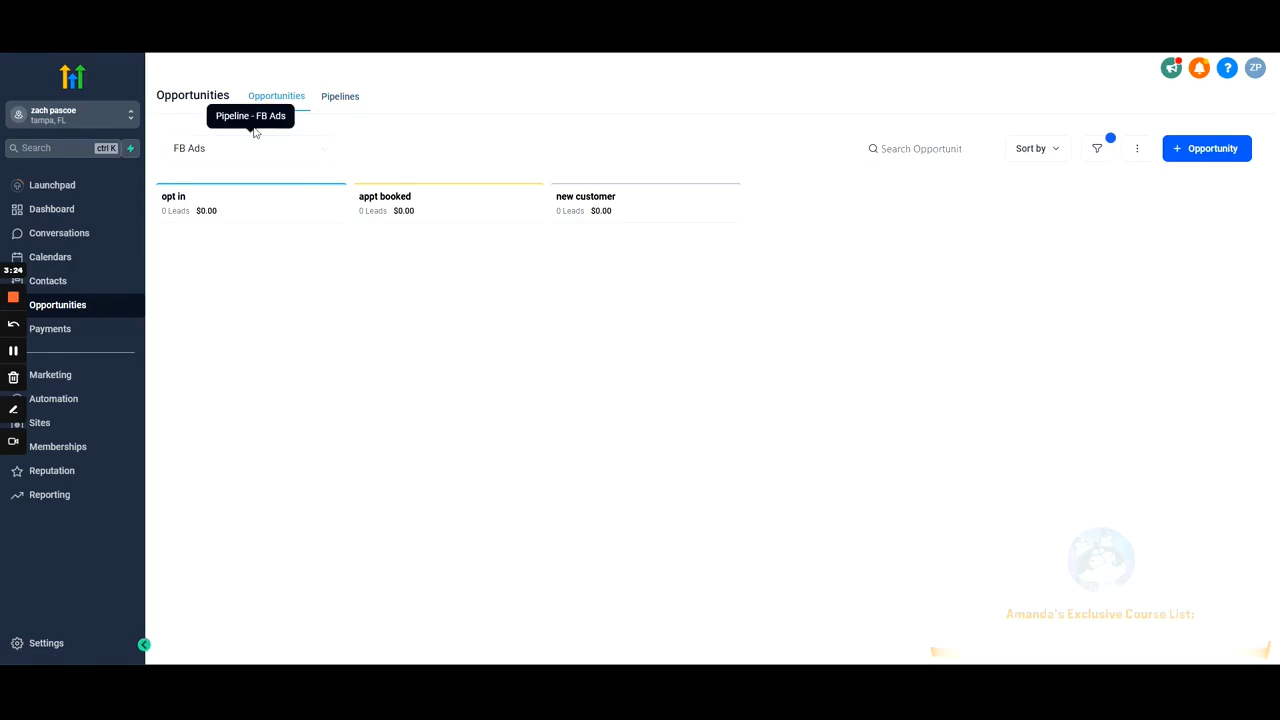 Opportunities
Opportunities
Pipelines
Pipeline - FB Ads
ZP
zach pascoe
tampa, FL
Search
ctrl K
FB Ads
Search Opportunit
Sort by
+ Opportunity
Launchpad
Dashboard
Conversations
Calendars
3:24
Contacts
Opportunities
Payments
Marketing
Automation
Sites
Memberships
Reputation
Reporting
Settings
opt in
0 Leads $0.00
appt booked
0 Leads $0.00
new customer
0 Leads $0.00
Amanda's Exclusive Course List: